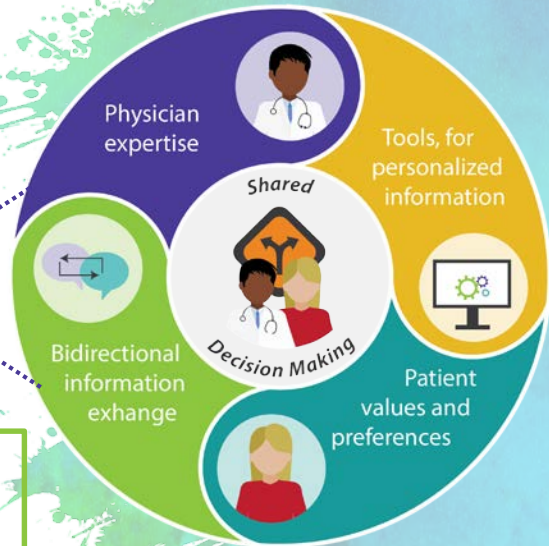 Physician
expertise
Tools, for
personalized
information
Shared
Decision Making
Bidirectional
information
exhange
Patient
values and
preferences